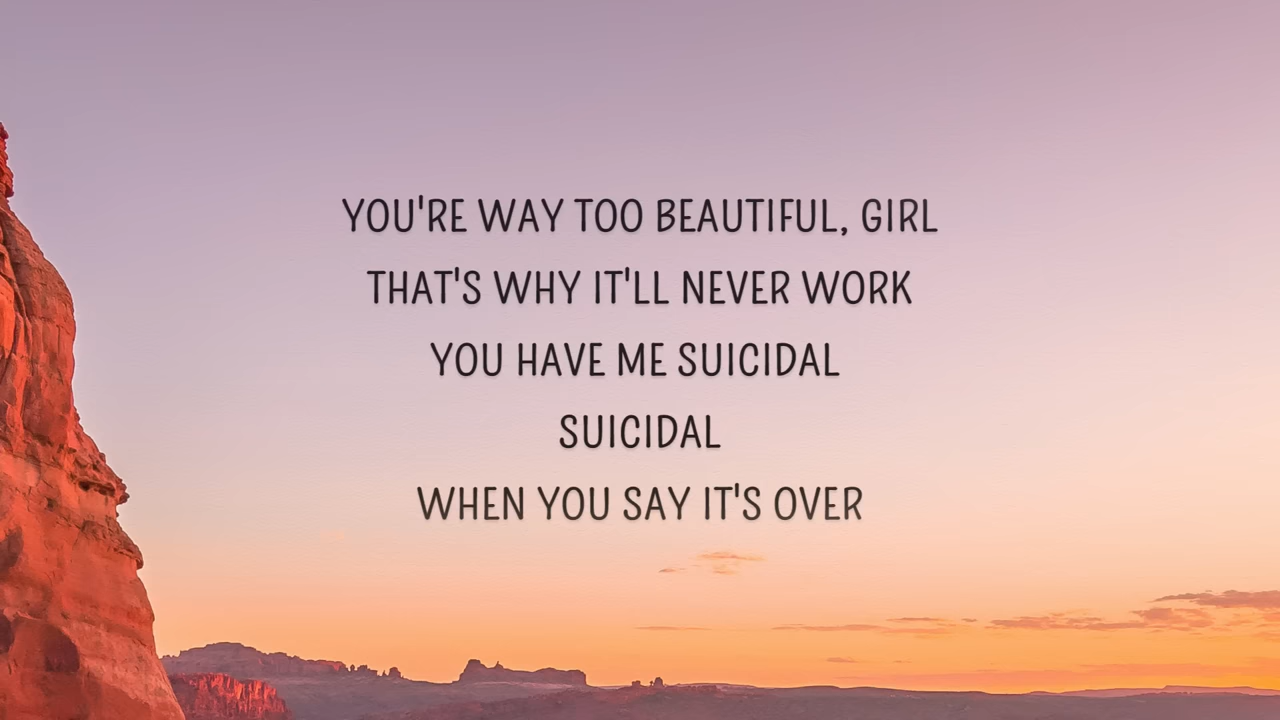 YOU'RE WAY TOO BEAUTIFUL, GIRL
THAT'S WHY IT'LL NEVER WORK
YOU HAVE ME SUICIDAL
SUICIDAL
WHEN YOU SAY IT'S OVER